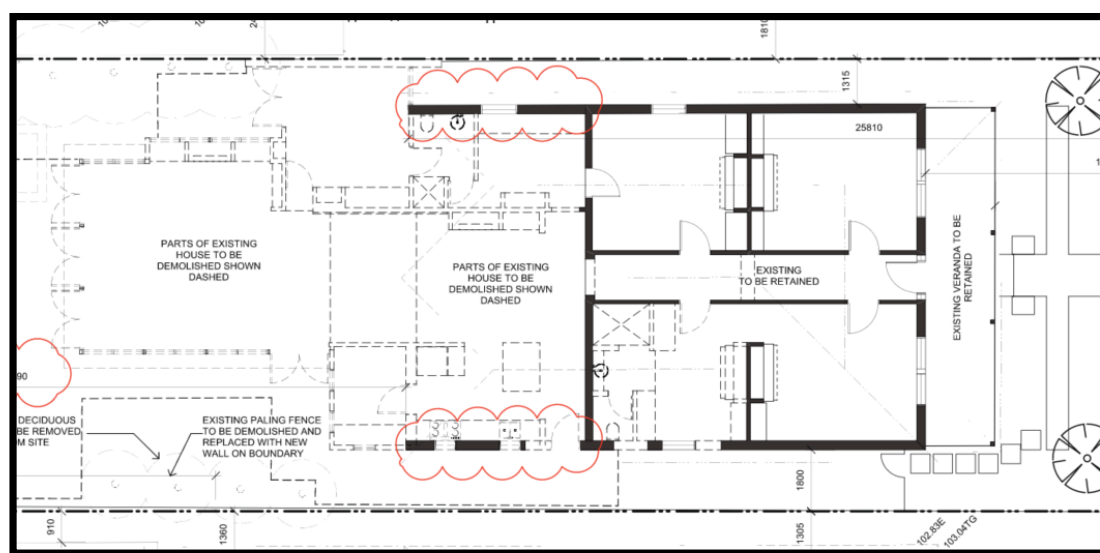 1810
1315
25810
PARTS OF EXISTING
HOUSE TO BE
DEMOLISHED SHOWN
DASHED
PARTS OF EXISTING
HOUSE TO BE
DEMOLISHED SHOWN
DASHED
EXISTING
TO BE RETAINED
EXISTING VERANDA TO BE
RETAINED
90
DECIDUOUS
BE REMOVED
OM SITE
EXISTING PALING FENCE
TO BE DEMOLISHED AND
REPLACED WITH NEW
WALL ON BOUNDARY
910
1360
1800
1305
102.83E
103.04TG